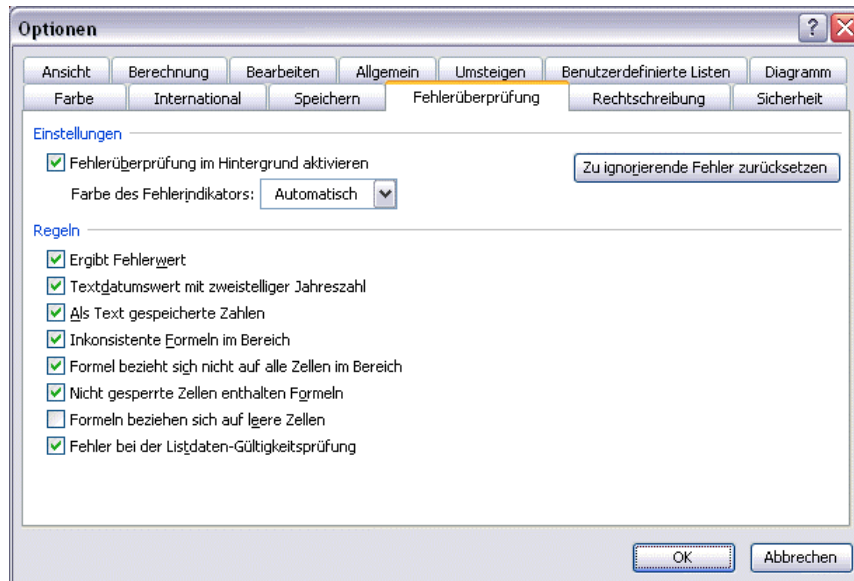 Optionen
Ansicht Berechnung Bearbeiten Allgemein Umsteigen Benutzerdefinierte Listen Diagramm
Farbe International Speichern Fehlerüberprüfung Rechtschreibung Sicherheit
Einstellungen
Fehlerüberprüfung im Hintergrund aktivieren Zu ignorierende Fehler zurücksetzen
Farbe des Fehlerindikators: Automatisch
Regeln
Ergibt Fehlerwert
Textdatumswert mit zweistelliger Jahreszahl
Als Text gespeicherte Zahlen
Inkonsistente Formeln im Bereich
Formel bezieht sich nicht auf alle Zellen im Bereich
Nicht gesperrte Zellen enthalten Formeln
Formeln beziehen sich auf leere Zellen
Fehler bei der Listdaten-Gültigkeitsprüfung
OK Abbrechen